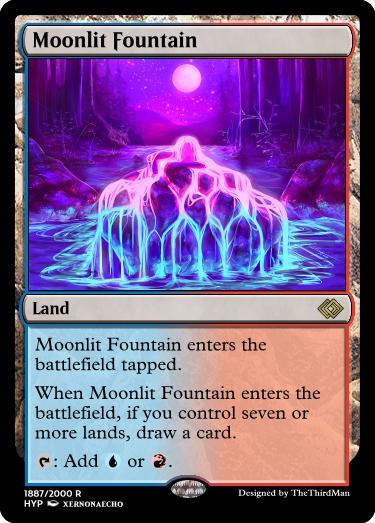 Moonlit Fountain
Land
Moonlit Fountain enters the
battlefield tapped.
When Moonlit Fountain enters the
battlefield, if you control seven or
more lands, draw a card.
: Add or .
1887/2000 R
HYP XERNONAECHO
Designed by TheThirdMan